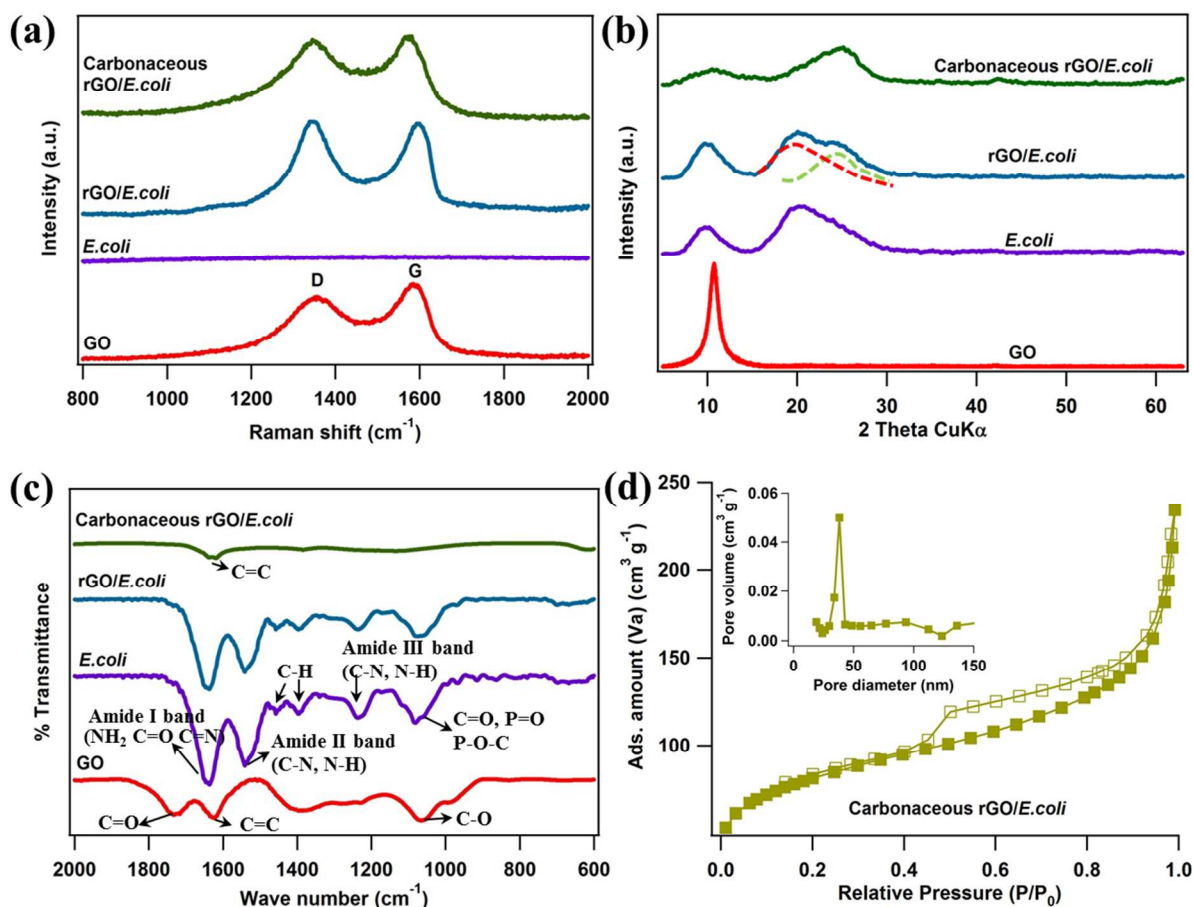 (a)
Carbonaceous
rGO/E.coli
rGO/E.coli
E.coli
D
G
GO
Intensity (a.u.)
800
1000
1200
1400
1600
1800
2000
Raman shift (cm⁻¹)
(b)
Carbonaceous rGO/E.coli
rGO/E.coli
E.coli
GO
Intensity (a.u.)
10
20
30
40
50
60
2 Theta CuKα
(c)
Carbonaceous rGO/E.coli
C=C
rGO/E.coli
E.coli
C-H
Amide III band
(C-N, N-H)
Amide I band
(NH₂ C=O C=N)
Amide II band
(C-N, N-H)
C=O, P=O
P-O-C
GO
C=O
C=C
C-O
% Transmittance
2000
1800
1600
1400
1200
1000
800
600
Wave number (cm⁻¹)
(d)
250
200
150
100
Ads. amount (Va) (cm³ g⁻¹)
0.06
0.04
0.02
0.00
Pore volume (cm³ g⁻¹)
0
50
100
150
Pore diameter (nm)
Carbonaceous rGO/E.coli
0.0
0.2
0.4
0.6
0.8
1.0
Relative Pressure (P/P₀)